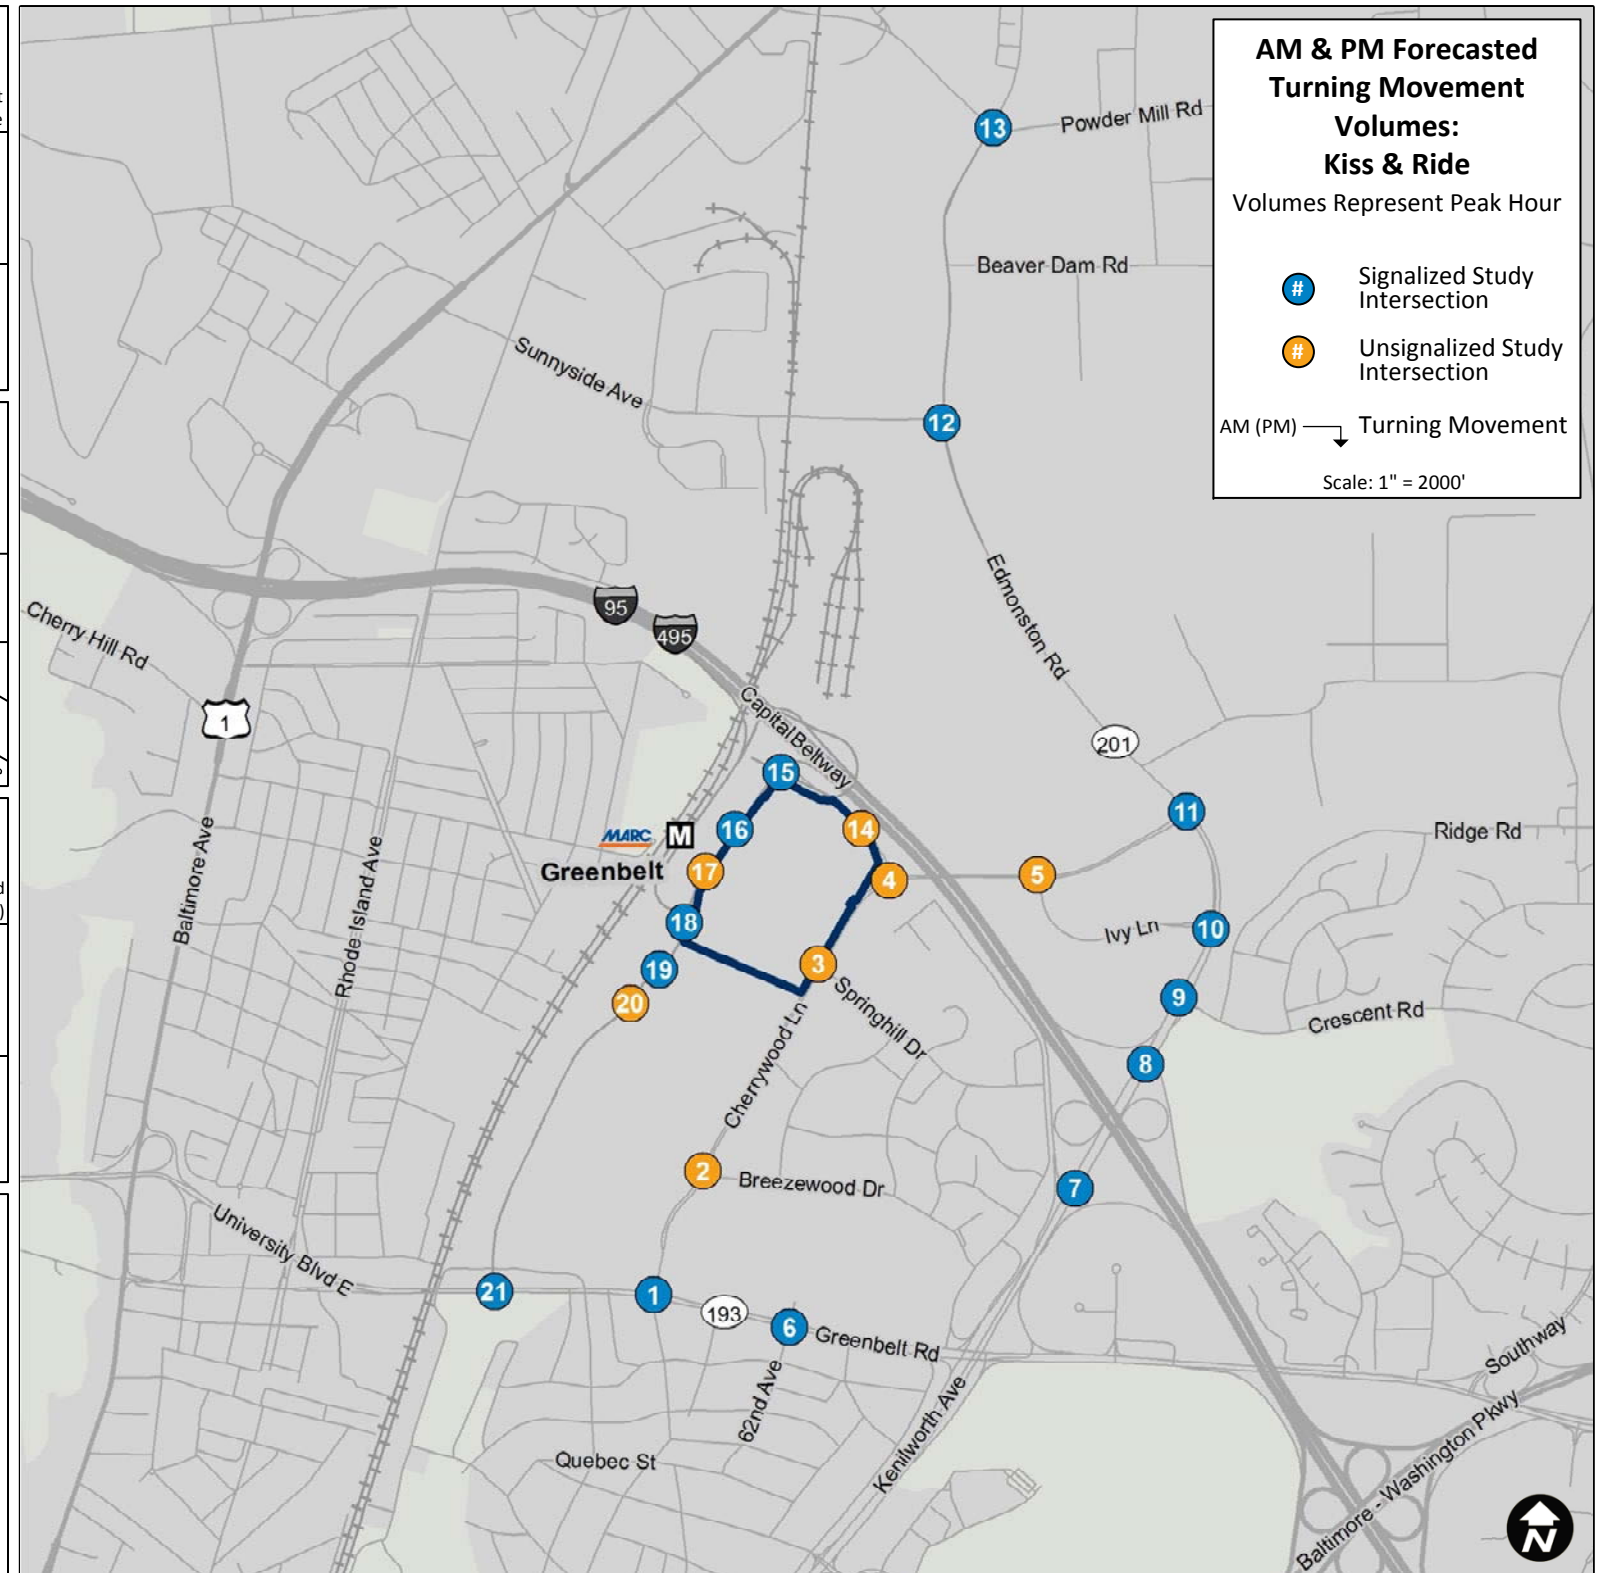 AM & PM Forecasted
Turning Movement
Volumes:
Kiss & Ride
Volumes Represent Peak Hour
# Signalized Study
Intersection
# Unsignalized Study
Intersection
AM (PM) Turning Movement
Scale: 1" = 2000'
13
Powder Mill Rd
Beaver Dam Rd
Sunnyside Ave
12
Edmonston Rd
95
495
Cherry Hill Rd
1
Capital Beltway
201
15
11
16
14
Ridge Rd
MARC
M
Greenbelt
17
4
5
Baltimore Ave
Rhode Island Ave
18
Ivy Ln
10
19
3
20
9
Springhill Dr
Crescent Rd
Cherrywood Ln
8
2
Breezewood Dr
7
University Blvd E
21
1
193
6
Greenbelt Rd
Southway
62nd Ave
Kenilworth Ave
Quebec St
Baltimore - Washington Pkwy
N